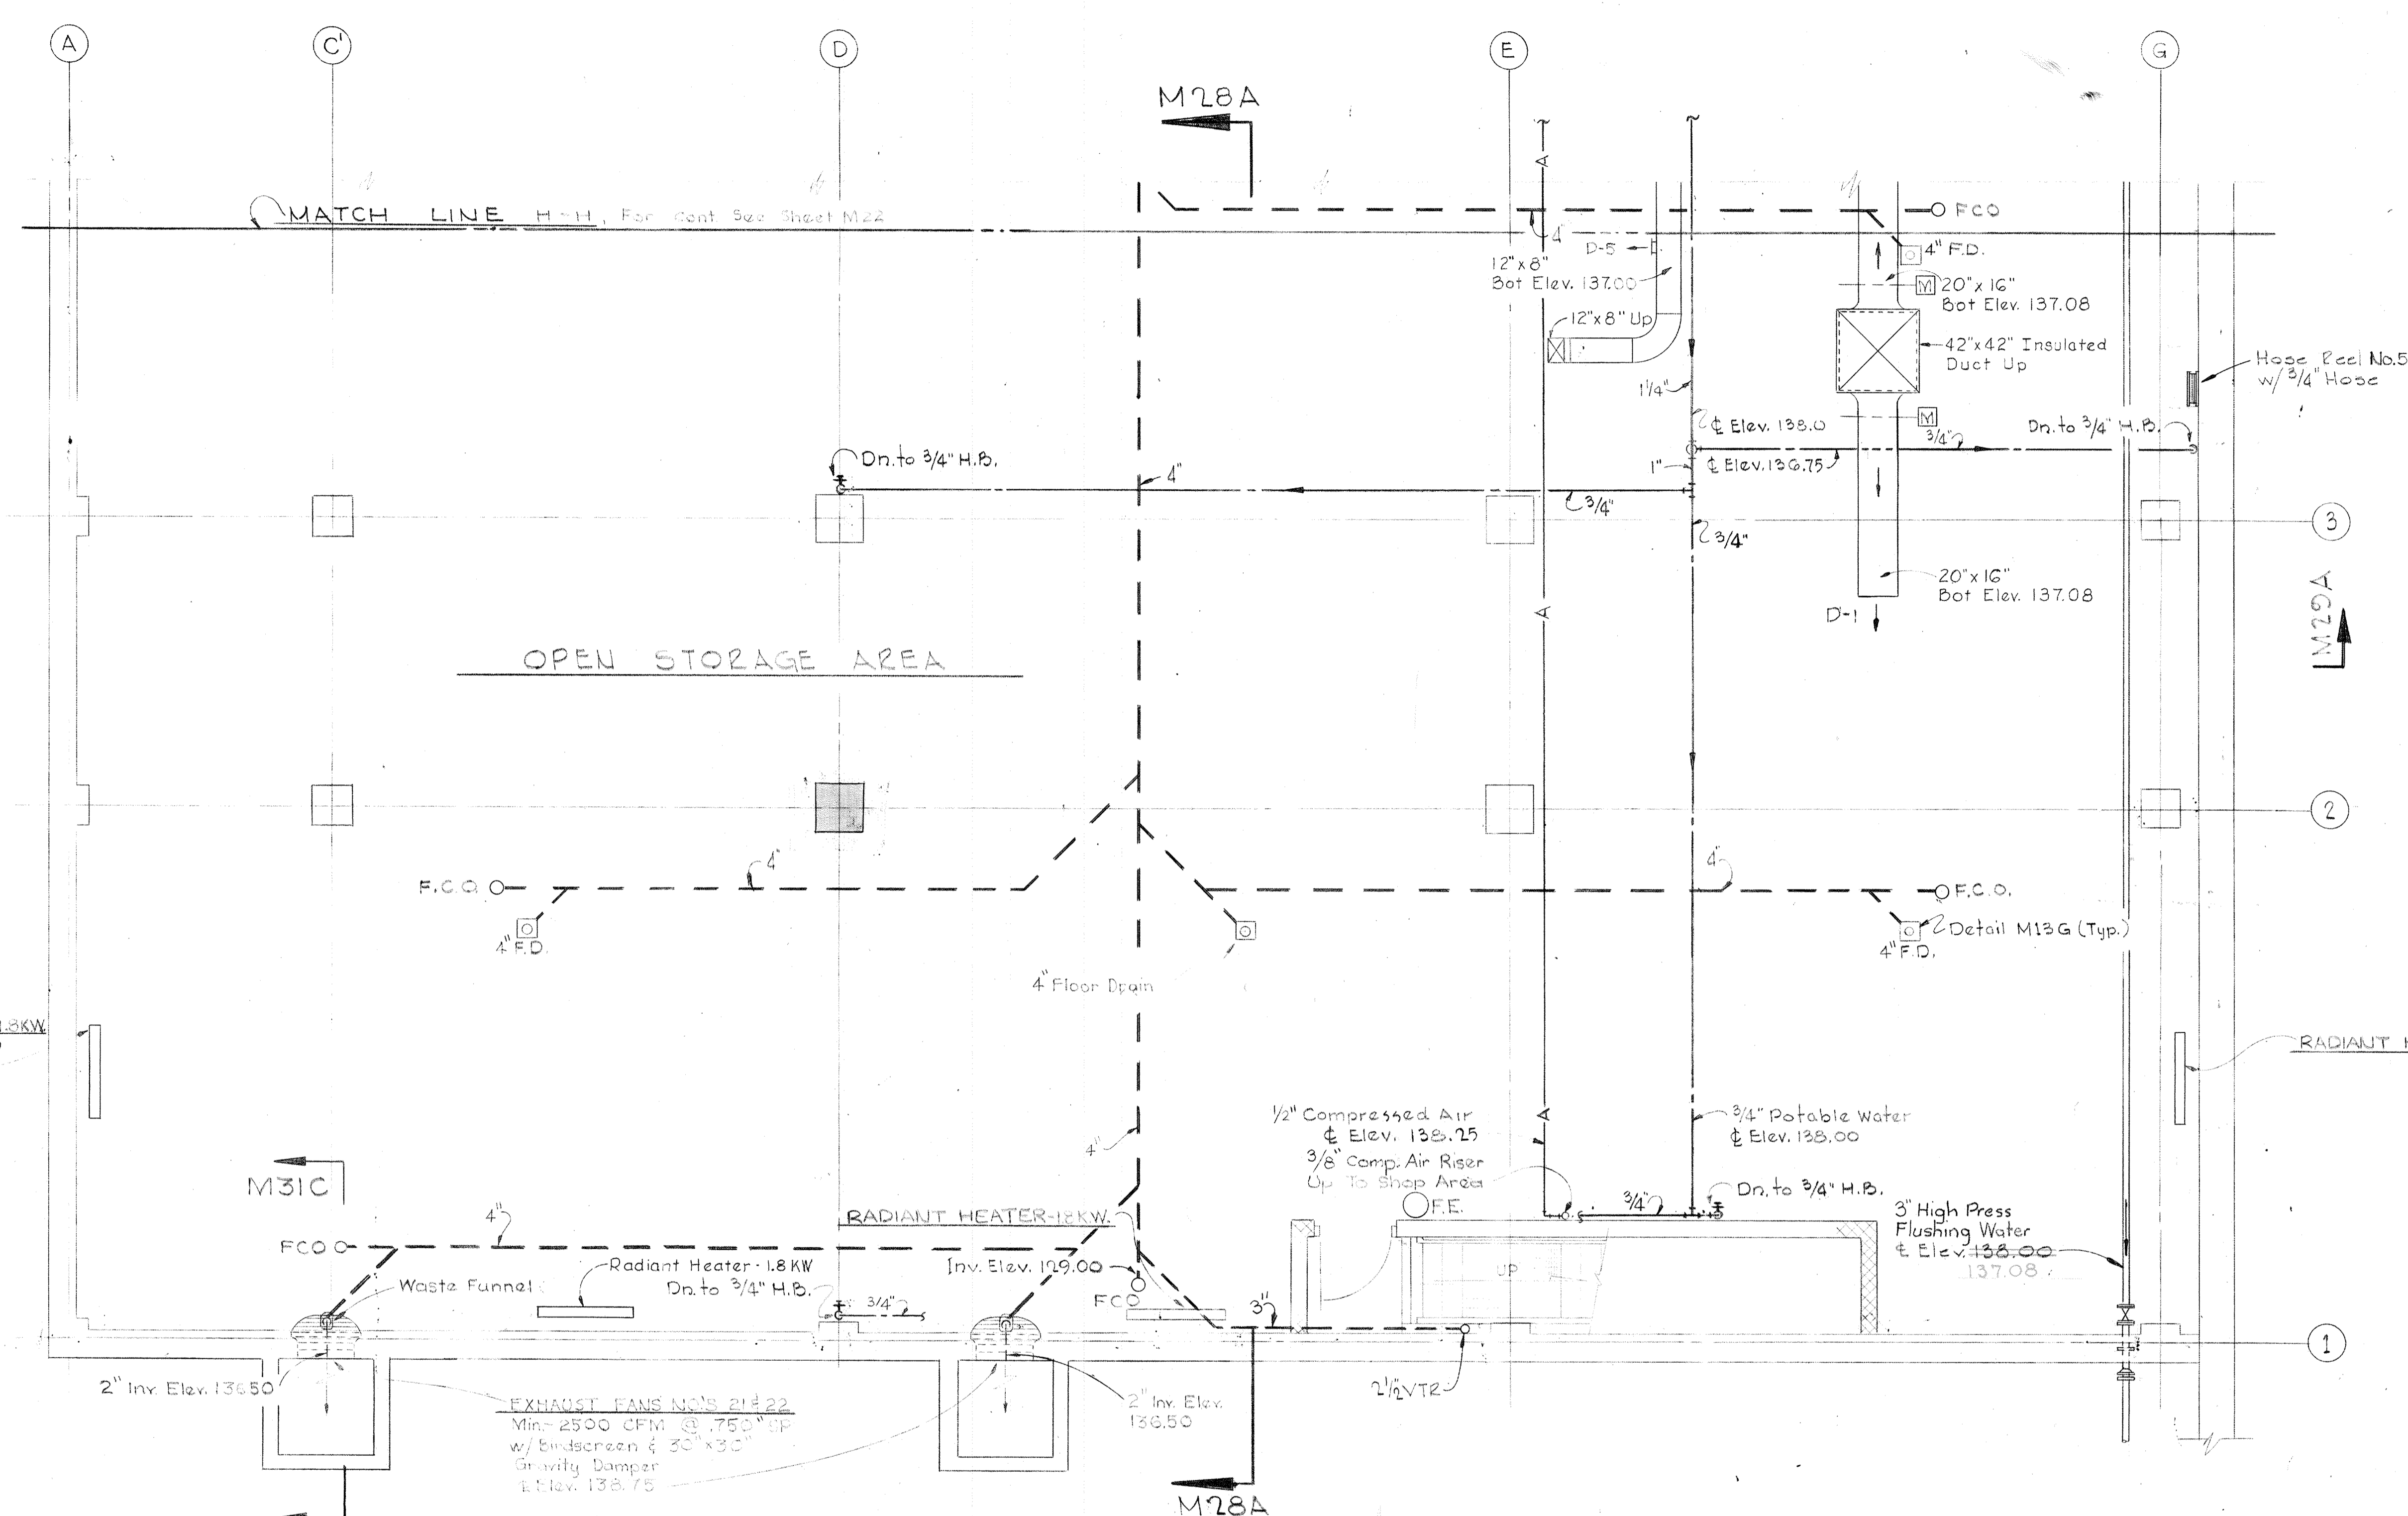 A
C'
D
E
G
M28A
MATCH LINE H-H, For Cont. See Sheet M22
4"
FCO
D-5
4" F.D.
12"x8"
Bot Elev. 137.00
M
20"x16"
Bot Elev. 137.08
12"x8" Up
42"x42" Insulated
Duct Up
Hose Reel No.5
w/ 3/4" Hose
1 1/4"
M
℄ Elev. 138.0
3/4"
Dn. to 3/4" H.B.
Dn. to 3/4" H.B.
1"
℄ Elev. 136.75
4"
3/4"
3
3/4"
A
A
20"x16"
Bot Elev. 137.08
D-1
M29A
OPEN STORAGE AREA
2
4"
4"
F.C.O.
F.C.O.
4" F.D.
Detail M13G (Typ.)
4" F.D.
4" Floor Drain
1.8KW.
RADIANT
1/2" Compressed Air
℄ Elev. 138.25
3/8" Comp. Air Riser
Up To Shop Area
A
3/4" Potable Water
℄ Elev. 138.00
4"
M31C
F.E.
3/4"
Dn. to 3/4" H.B.
3" High Press
Flushing Water
℄ Elev. 138.00
137.08
4"
RADIANT HEATER-1.8KW.
FCO
Radiant Heater - 1.8 KW
Inv. Elev. 129.00
UP
Waste Funnel
Dn. to 3/4" H.B.
3/4"
FCO
3"
1
2" Inv. Elev. 136.50
2 1/2 VTR
EXHAUST FANS NO'S 21 & 22
Min.- 2500 CFM @ .750" SP
w/ Birdscreen & 30"x30"
Gravity Damper
℄ Elev. 138.75
2" Inv. Elev.
136.50
M28A